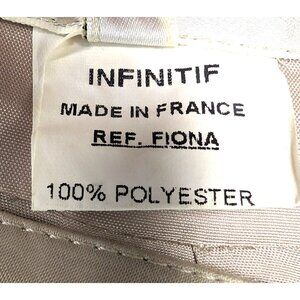 INFINITIF
MADE IN FRANCE
REF. FIONA
100% POLYESTER